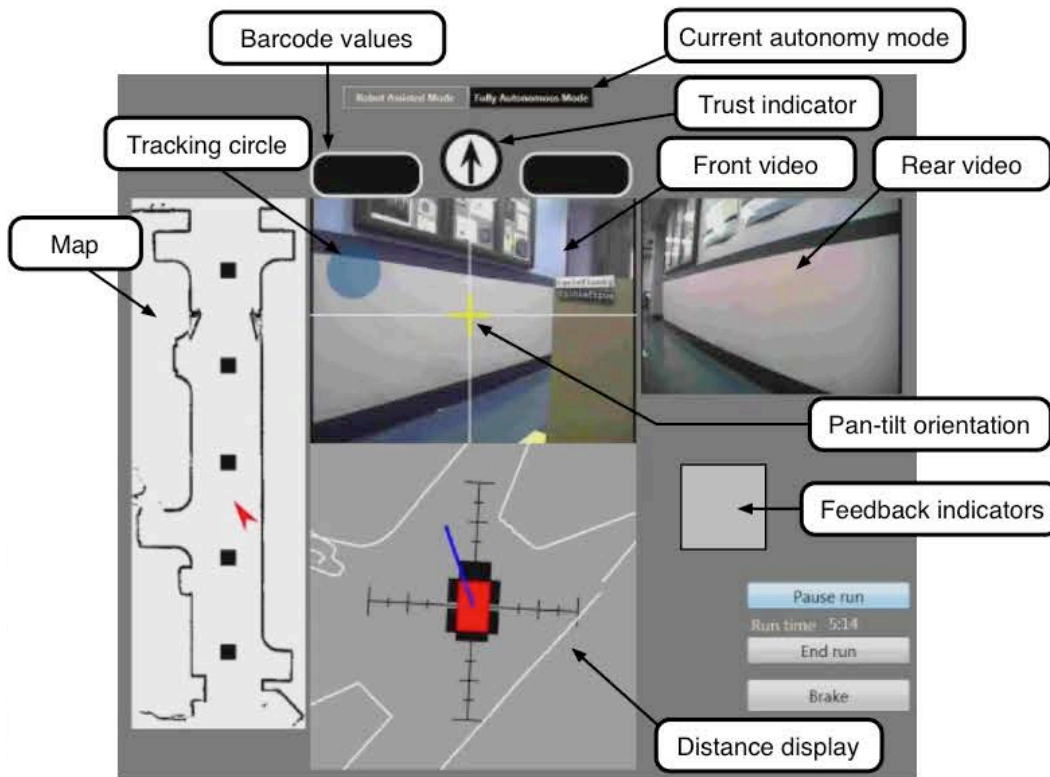 Barcode values
Current autonomy mode
Robot Assisted Mode
Fully Autonomous Mode
Trust indicator
Tracking circle
Front video
Rear video
Map
Pan-tilt orientation
Feedback indicators
Pause run
Run time 5:14
End run
Brake
Distance display